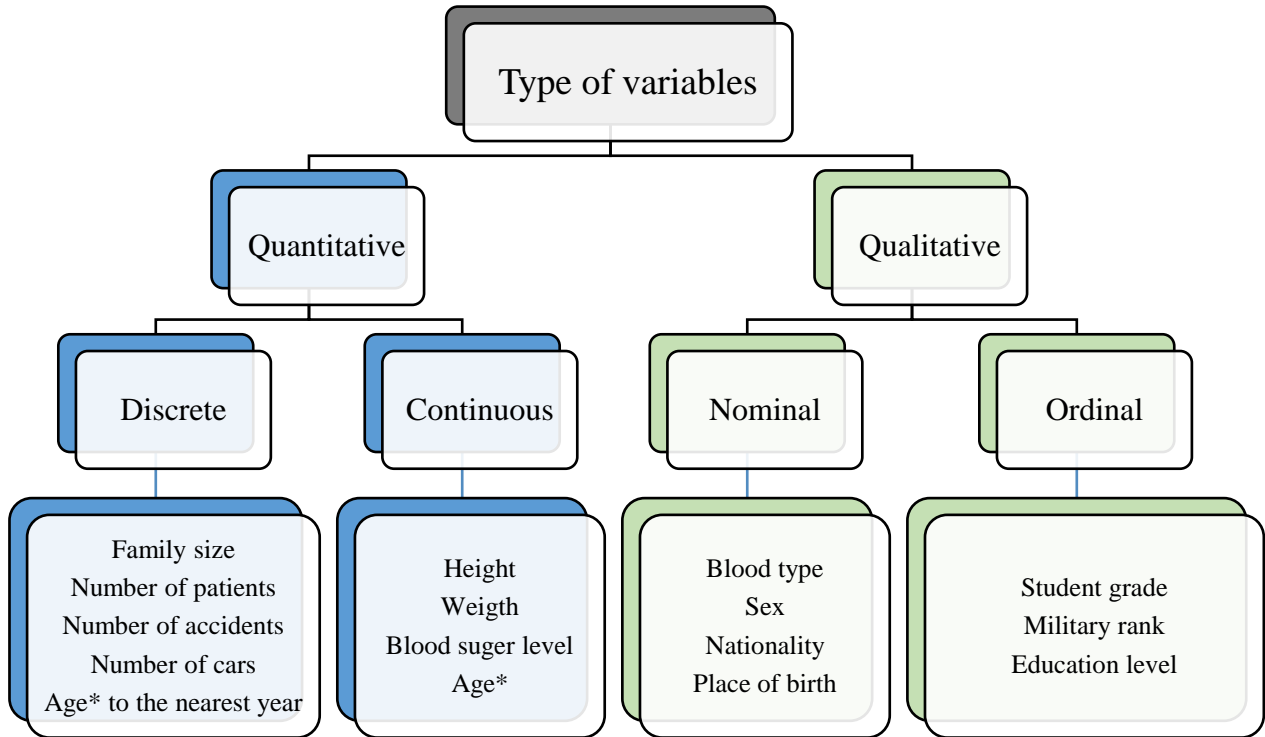 Type of variables
Quantitative
Qualitative
Discrete
Continuous
Nominal
Ordinal
Family size
Number of patients
Number of accidents
Number of cars
Age* to the nearest year
Height
Weigth
Blood suger level
Age*
Blood type
Sex
Nationality
Place of birth
Student grade
Military rank
Education level